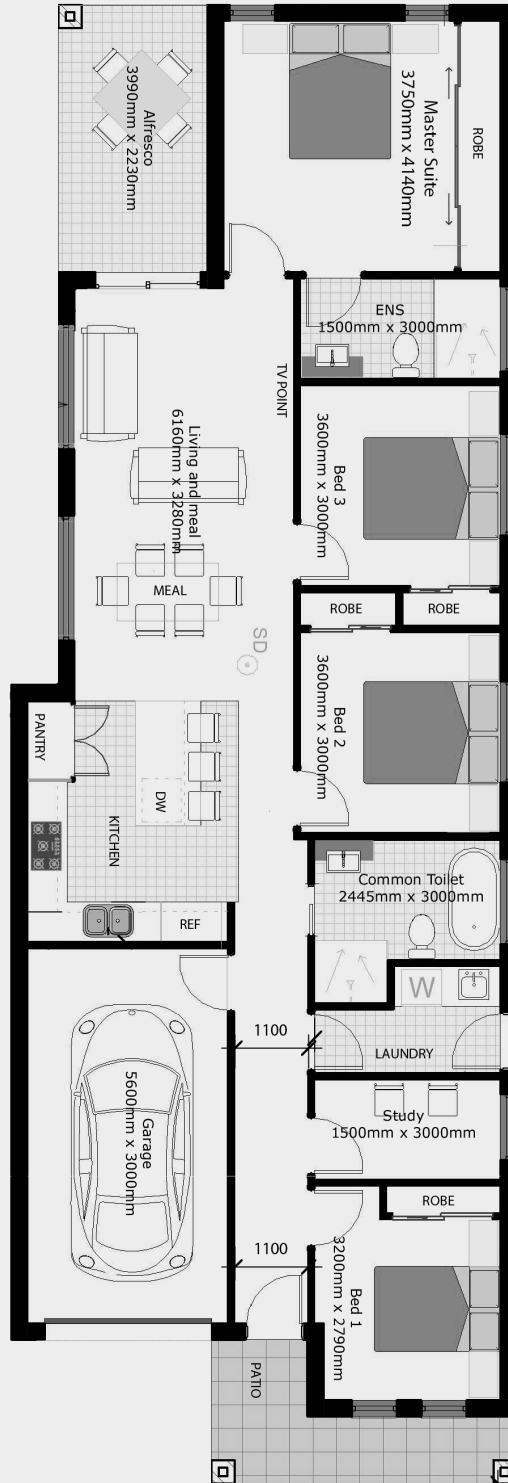 Alfresco
3990mm x 2230mm
Master Suite
3750mm x 4140mm
ROBE
ENS
1500mm x 3000mm
TV POINT
Living and meal
6160mm x 3280mm
Bed 3
3600mm x 3000mm
MEAL
ROBE
ROBE
SD
Bed 2
3600mm x 3000mm
PANTRY
DW
KITCHEN
REF
Common Toilet
2445mm x 3000mm
W
1100
LAUNDRY
Garage
5600mm x 3000mm
Study
1500mm x 3000mm
ROBE
1100
Bed 1
3200mm x 2790mm
PATIO